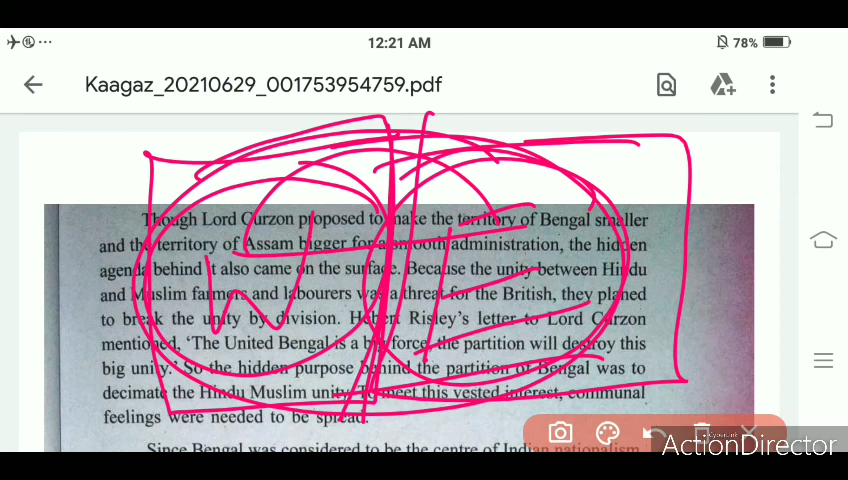 12:21 AM
78%
Kaagaz_20210629_001753954759.pdf
Though Lord Curzon proposed to make the territory of Bengal smaller
and the territory of Assam bigger for a smooth administration, the hidden
agenda behind it also came on the surface. Because the unity between Hindu
and Muslim farmers and labourers was a threat for the British, they planed
to break the unity by division. Hebert Risley's letter to Lord Curzon
mentioned, 'The United Bengal is a big force, the partition will destroy this
big unity.' So the hidden purpose behind the partition of Bengal was to
decimate the Hindu Muslim unity. To meet this vested interest, communal
feelings were needed to be spread.
Since Bengal was considered to be the centre of Indian nationalism
W E
CyberLink
ActionDirector